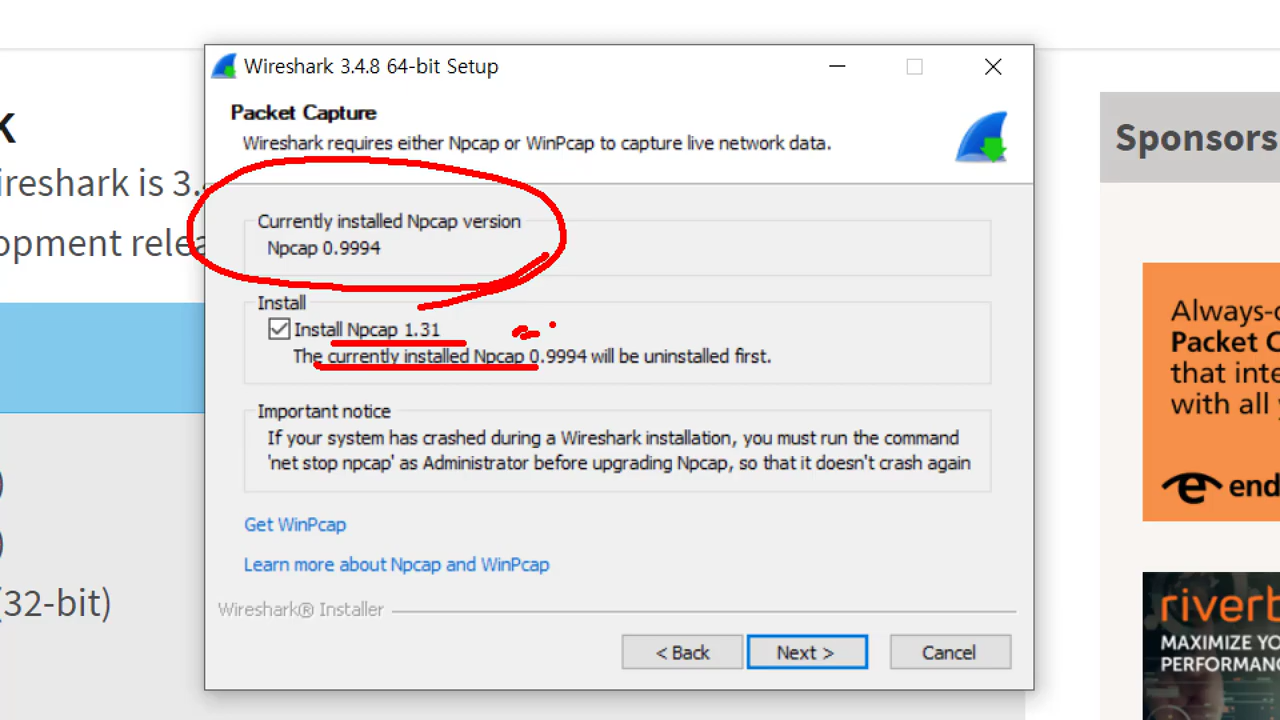 Wireshark 3.4.8 64-bit Setup
Packet Capture
Wireshark requires either Npcap or WinPcap to capture live network data.
Currently installed Npcap version
Npcap 0.9994
Install
Install Npcap 1.31
The currently installed Npcap 0.9994 will be uninstalled first.
Important notice
If your system has crashed during a Wireshark installation, you must run the command
'net stop npcap' as Administrator before upgrading Npcap, so that it doesn't crash again
Get WinPcap
Learn more about Npcap and WinPcap
Wireshark® Installer
< Back
Next >
Cancel
K
ireshark is 3.
opment relea
)
)
(32-bit)
Sponsors
Always-
Packet C
that inte
with all
end
riverb
MAXIMIZE YO
PERFORMAN